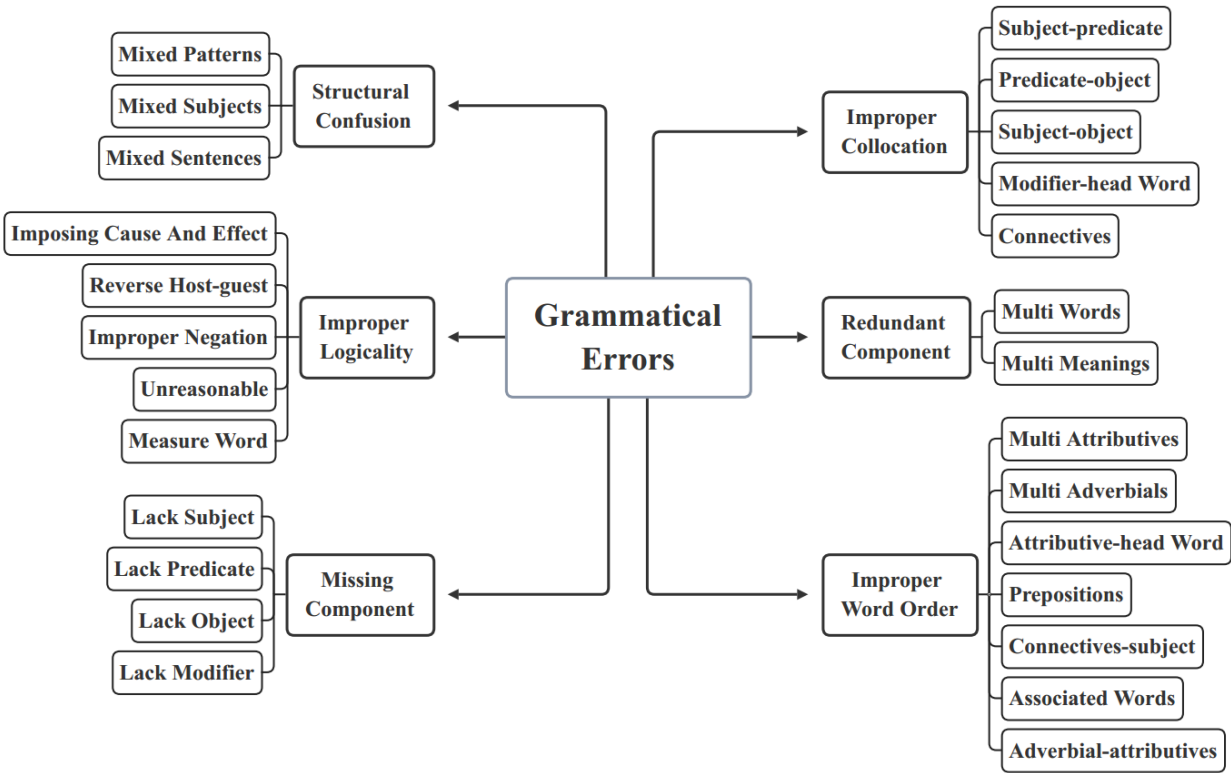 Grammatical
Errors
Structural
Confusion
Mixed Patterns
Mixed Subjects
Mixed Sentences
Improper
Logicality
Imposing Cause And Effect
Reverse Host-guest
Improper Negation
Unreasonable
Measure Word
Missing
Component
Lack Subject
Lack Predicate
Lack Object
Lack Modifier
Improper
Collocation
Subject-predicate
Predicate-object
Subject-object
Modifier-head Word
Connectives
Redundant
Component
Multi Words
Multi Meanings
Improper
Word Order
Multi Attributives
Multi Adverbials
Attributive-head Word
Prepositions
Connectives-subject
Associated Words
Adverbial-attributives